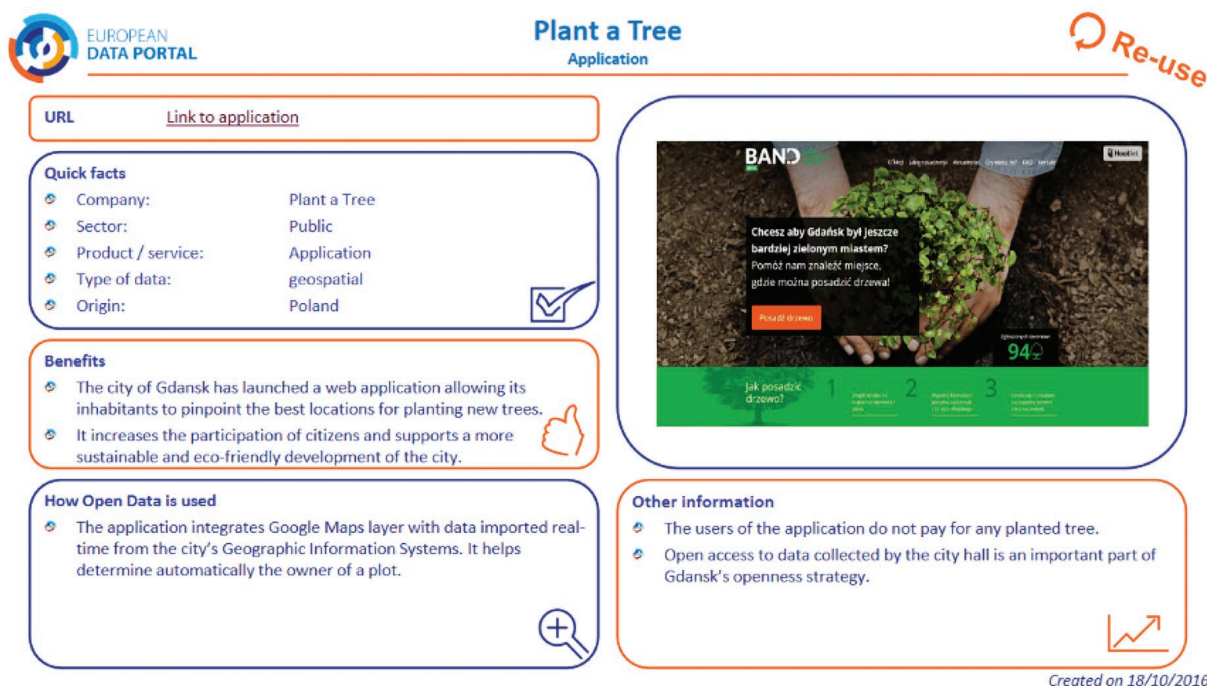 EUROPEAN
DATA PORTAL
Plant a Tree
Application
Re-use
URL Link to application
Quick facts
Company: Plant a Tree
Sector: Public
Product / service: Application
Type of data: geospatial
Origin: Poland
Benefits
The city of Gdansk has launched a web application allowing its
inhabitants to pinpoint the best locations for planting new trees.
It increases the participation of citizens and supports a more
sustainable and eco-friendly development of the city.
How Open Data is used
The application integrates Google Maps layer with data imported real-
time from the city's Geographic Information Systems. It helps
determine automatically the owner of a plot.
BAND
Chcesz aby Gdańsk był jeszcze
bardziej zielonym miastem?
Pomóż nam znaleźć miejsce,
gdzie można posadzić drzewa!
Posadź drzewo
94
Jak posadzić
drzewo?
1
2
3
Other information
The users of the application do not pay for any planted tree.
Open access to data collected by the city hall is an important part of
Gdansk's openness strategy.
Created on 18/10/2016